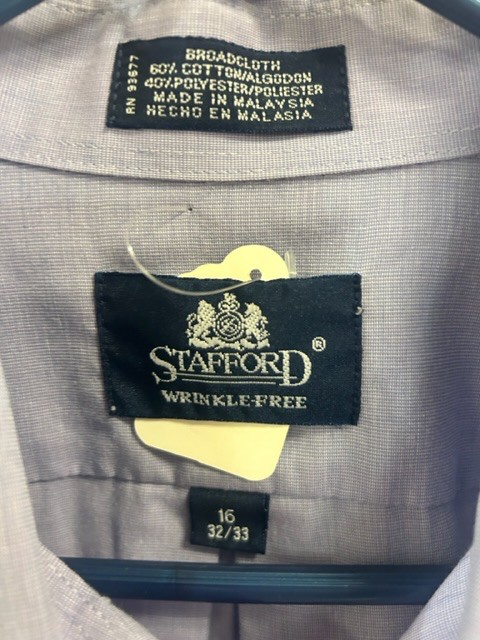 RN 93677
BROADCLOTH
60% COTTON/ALGODON
40% POLYESTER/POLIESTER
MADE IN MALAYSIA
HECHO EN MALASIA
STAFFORD®
WRINKLE-FREE
16
32/33